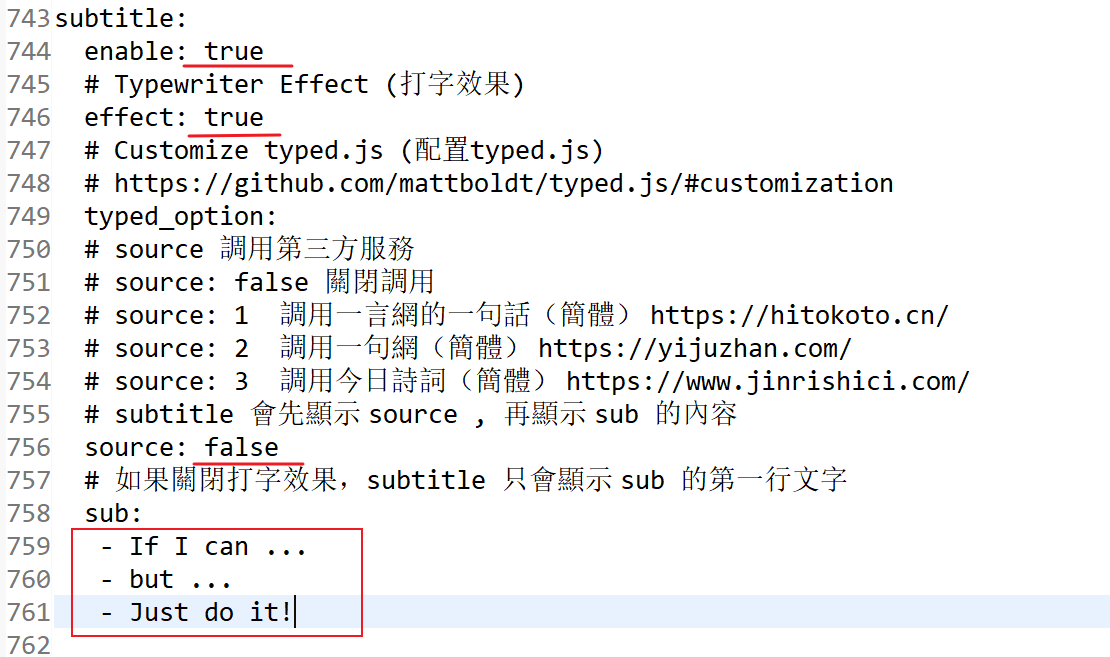 743 subtitle:
744   enable: true
745   # Typewriter Effect (打字效果)
746   effect: true
747   # Customize typed.js (配置typed.js)
748   # https://github.com/mattboldt/typed.js/#customization
749   typed_option:
750   # source 調用第三方服務
751   # source: false 關閉調用
752   # source: 1  調用一言網的一句話（簡體） https://hitokoto.cn/
753   # source: 2  調用一句網（簡體） https://yijuzhan.com/
754   # source: 3  調用今日詩詞（簡體） https://www.jinrishici.com/
755   # subtitle 會先顯示 source , 再顯示 sub 的內容
756   source: false
757   # 如果關閉打字效果，subtitle 只會顯示 sub 的第一行文字
758   sub:
759    - If I can ...
760    - but ...
761    - Just do it!
762